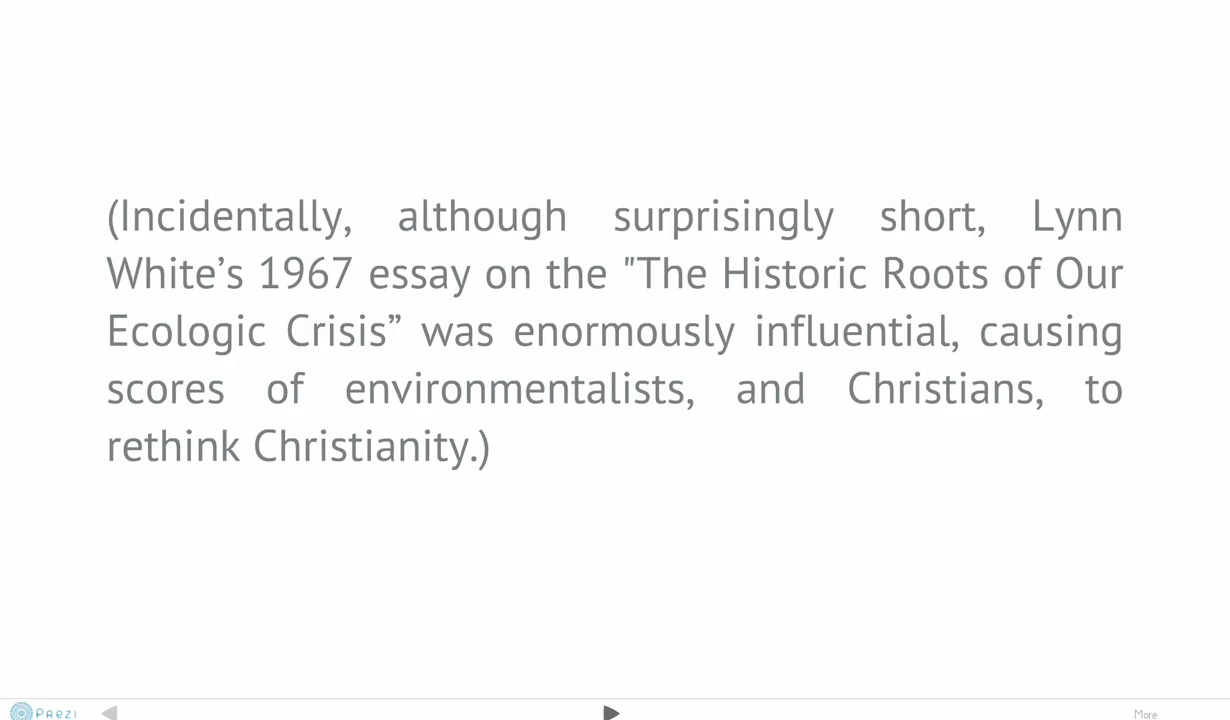 (Incidentally, although surprisingly short, Lynn
White’s 1967 essay on the "The Historic Roots of Our
Ecologic Crisis” was enormously influential, causing
scores of environmentalists, and Christians, to
rethink Christianity.)
Prezi
More